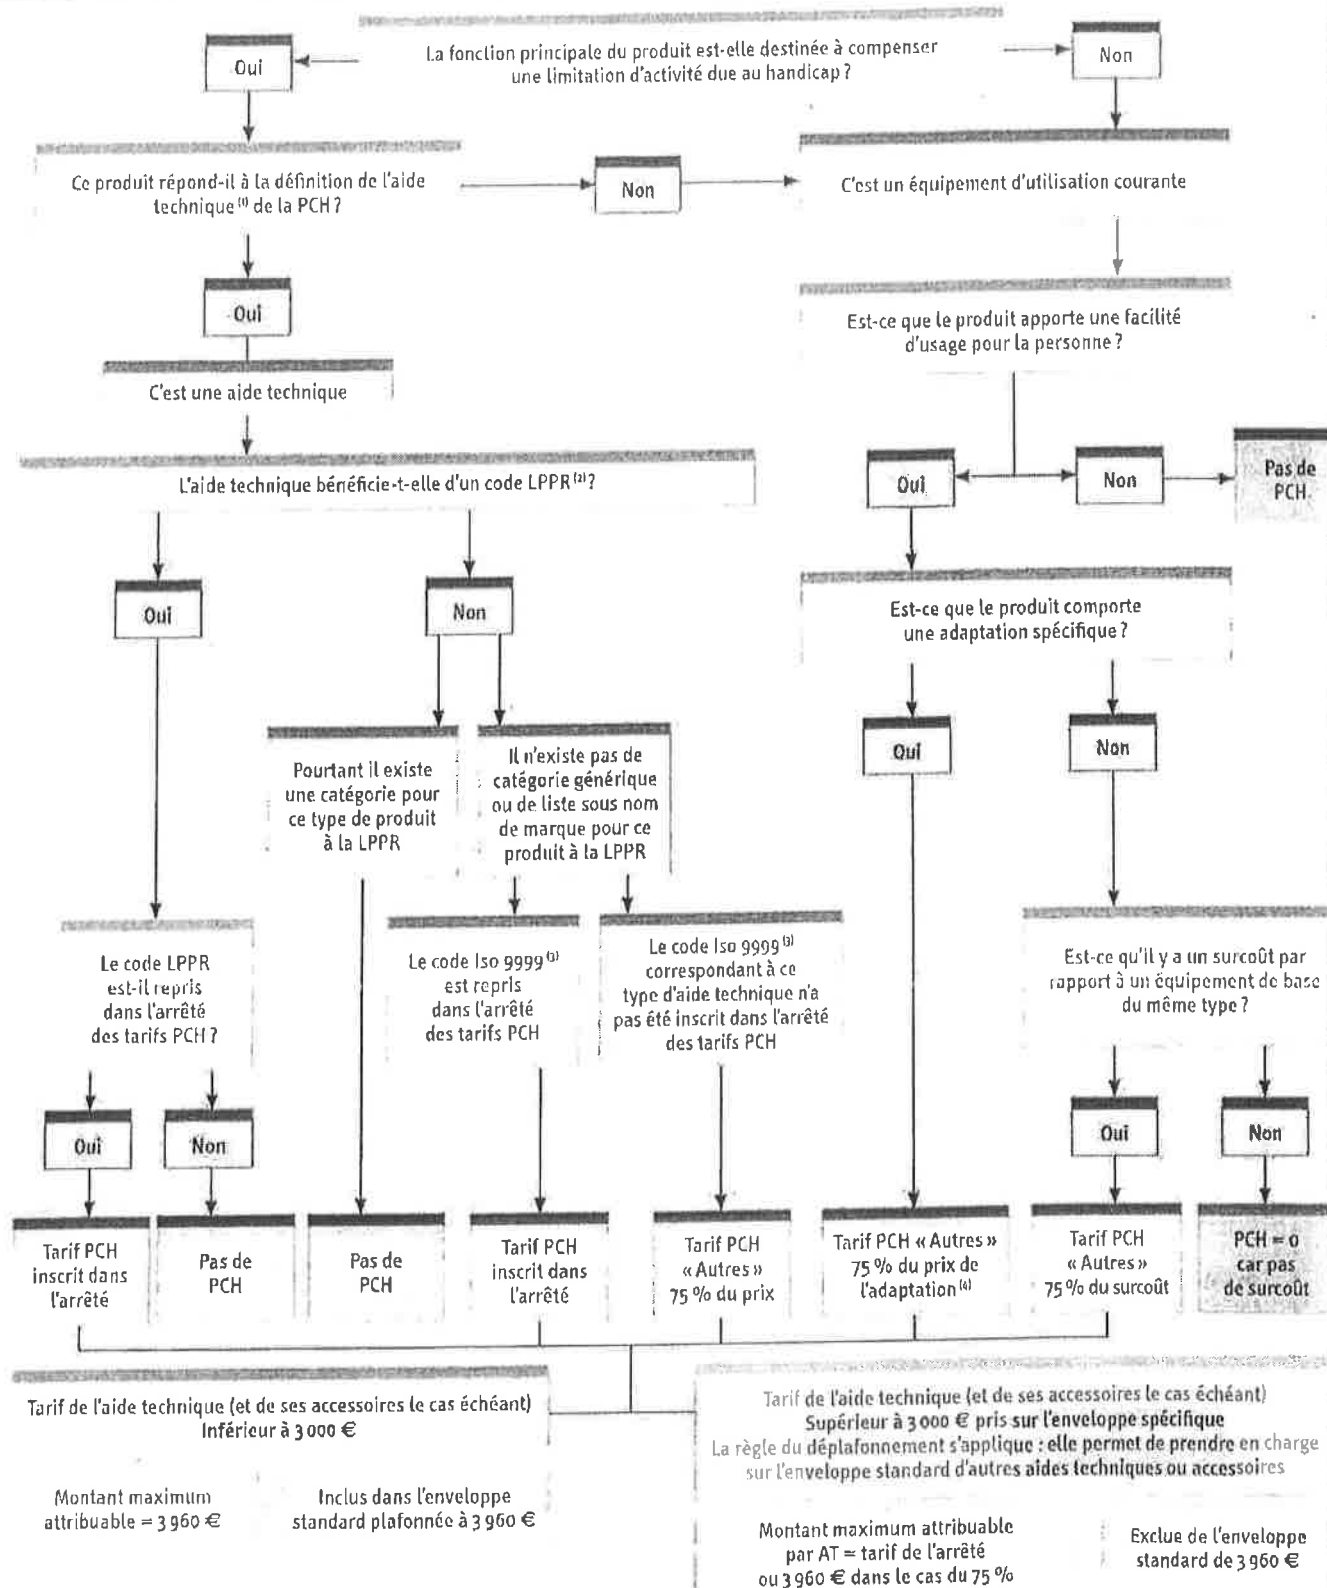 La fonction principale du produit est-elle destinée à compenser
une limitation d'activité due au handicap ?
Oui
Non
Ce produit répond-il à la définition de l'aide
technique (1) de la PCH ?
Non
C'est un équipement d'utilisation courante
Oui
Est-ce que le produit apporte une facilité
d'usage pour la personne ?
C'est une aide technique
L'aide technique bénéficie-t-elle d'un code LPPR (2) ?
Oui
Non
Pas de
PCH
Oui
Non
Est-ce que le produit comporte
une adaptation spécifique ?
Oui
Non
Pourtant il existe
une catégorie pour
ce type de produit
à la LPPR
Il n'existe pas de
catégorie générique
ou de liste sous nom
de marque pour ce
produit à la LPPR
Le code LPPR
est-il repris
dans l'arrêté
des tarifs PCH ?
Le code Iso 9999 (3)
est repris
dans l'arrêté
des tarifs PCH
Le code Iso 9999 (3)
correspondant à ce
type d'aide technique n'a
pas été inscrit dans l'arrêté
des tarifs PCH
Est-ce qu'il y a un surcoût par
rapport à un équipement de base
du même type ?
Oui
Non
Oui
Non
Tarif PCH
inscrit dans
l'arrêté
Pas de
PCH
Pas de
PCH
Tarif PCH
inscrit dans
l'arrêté
Tarif PCH
« Autres »
75 % du prix
Tarif PCH « Autres »
75 % du prix de
l'adaptation (4)
Tarif PCH
« Autres »
75 % du surcoût
PCH = 0
car pas
de surcoût
Tarif de l'aide technique (et de ses accessoires le cas échéant)
Inférieur à 3 000 €
Montant maximum
attribuable = 3 960 €
Inclus dans l'enveloppe
standard plafonnée à 3 960 €
Tarif de l'aide technique (et de ses accessoires le cas échéant)
Supérieur à 3 000 € pris sur l'enveloppe spécifique
La règle du déplafonnement s'applique : elle permet de prendre en charge
sur l'enveloppe standard d'autres aides techniques ou accessoires
Montant maximum attribuable
par AT = tarif de l'arrêté
ou 3 960 € dans le cas du 75 %
Exclue de l'enveloppe
standard de 3 960 €